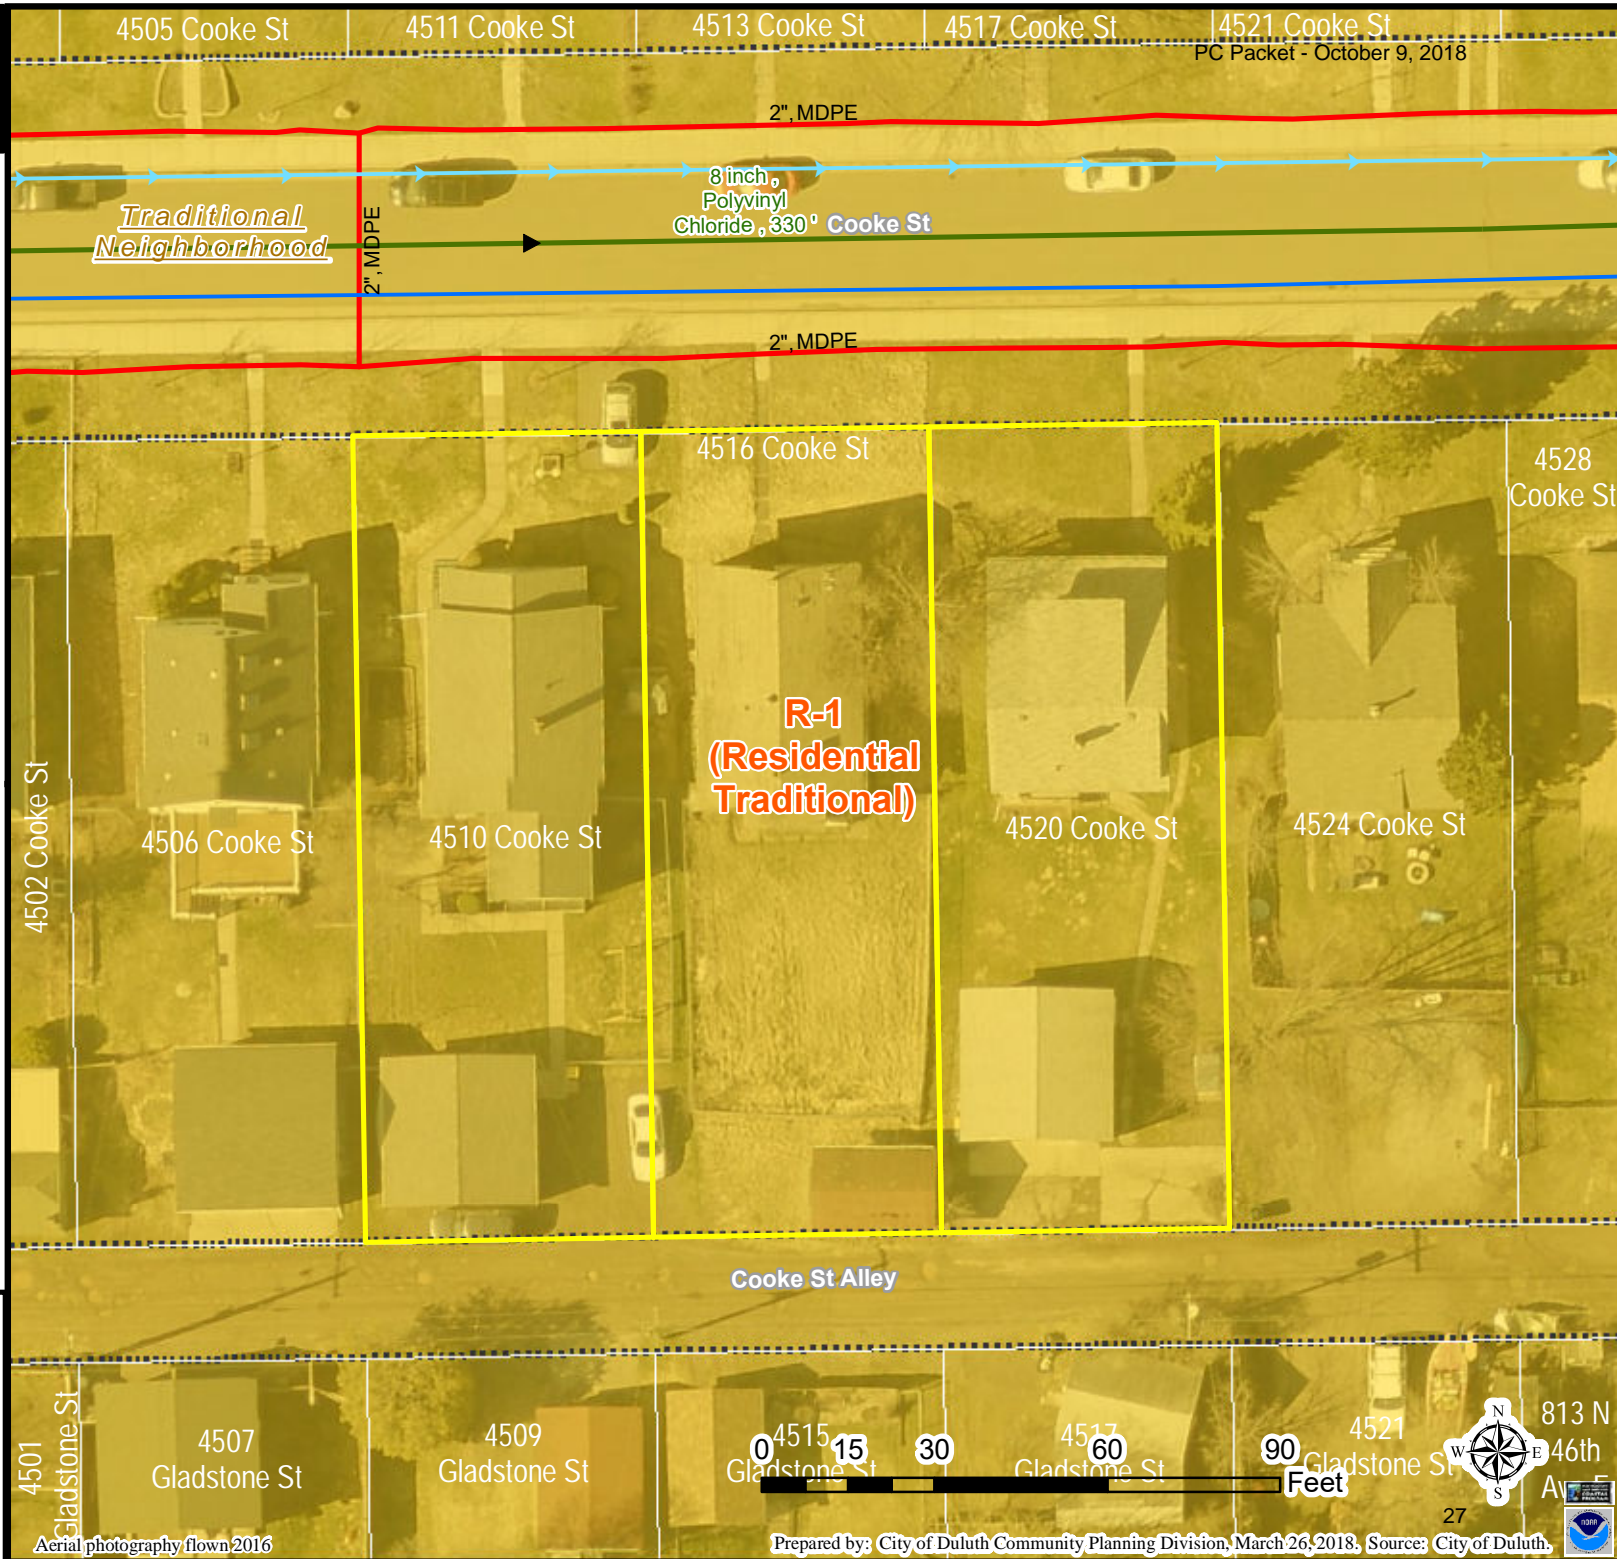 4505 Cooke St
4511 Cooke St
4513 Cooke St
4517 Cooke St
4521 Cooke St
PC Packet - October 9, 2018
2", MDPE
8 inch ,
Polyvinyl
Chloride , 330 '
Cooke St
Traditional
Neighborhood
2", MDPE
2", MDPE
4516 Cooke St
4528
Cooke St
R-1
(Residential
Traditional)
4502 Cooke St
4506 Cooke St
4510 Cooke St
4520 Cooke St
4524 Cooke St
Cooke St Alley
4501
Gladstone St
4507
Gladstone St
4509
Gladstone St
4515
Gladstone St
4517
Gladstone St
4521
Gladstone St
813 N
46th
0 15 30 60 90
Feet
N
W E
S
27
NOAA
Aerial photography flown 2016
Prepared by: City of Duluth Community Planning Division, March 26, 2018. Source: City of Duluth.